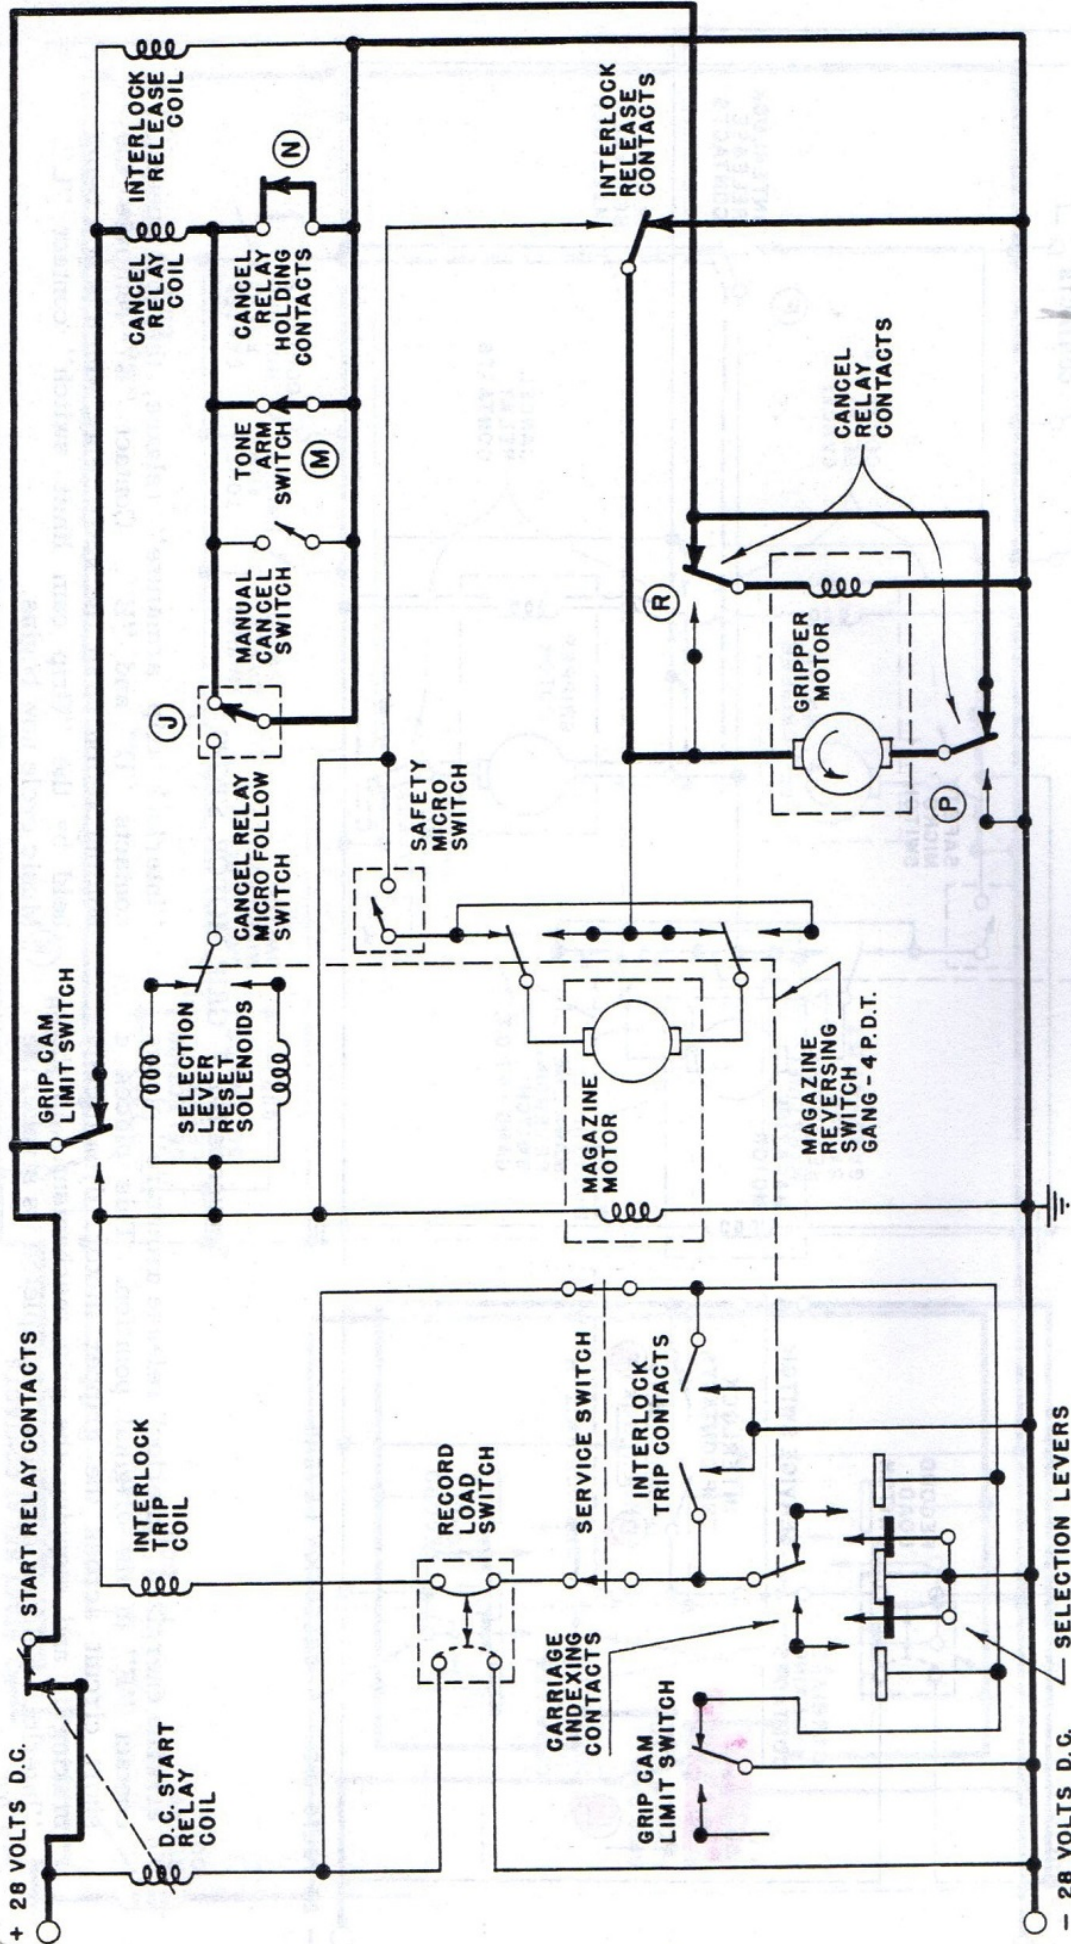 + 28 VOLTS D.C.
START RELAY CONTACTS
D.C. START
RELAY
COIL
INTERLOCK
TRIP
COIL
GRIP CAM
LIMIT SWITCH
SELECTION
LEVER
RESET
SOLENOIDS
CANCEL RELAY
MICRO FOLLOW
SWITCH
J
MANUAL
CANCEL
SWITCH
TONE
ARM
SWITCH
M
CANCEL
RELAY
COIL
CANCEL
RELAY
HOLDING
CONTACTS
N
INTERLOCK
RELEASE
COIL
RECORD
LOAD
SWITCH
SERVICE SWITCH
INTERLOCK
TRIP CONTACTS
CARRIAGE
INDEXING
CONTACTS
GRIP CAM
LIMIT SWITCH
MAGAZINE
MOTOR
SAFETY
MICRO
SWITCH
MAGAZINE
REVERSING
SWITCH
GANG-4 P.D.T.
INTERLOCK
RELEASE
CONTACTS
R
GRIPPER
MOTOR
P
CANCEL
RELAY
CONTACTS
- 28 VOLTS D.C.
SELECTION LEVERS